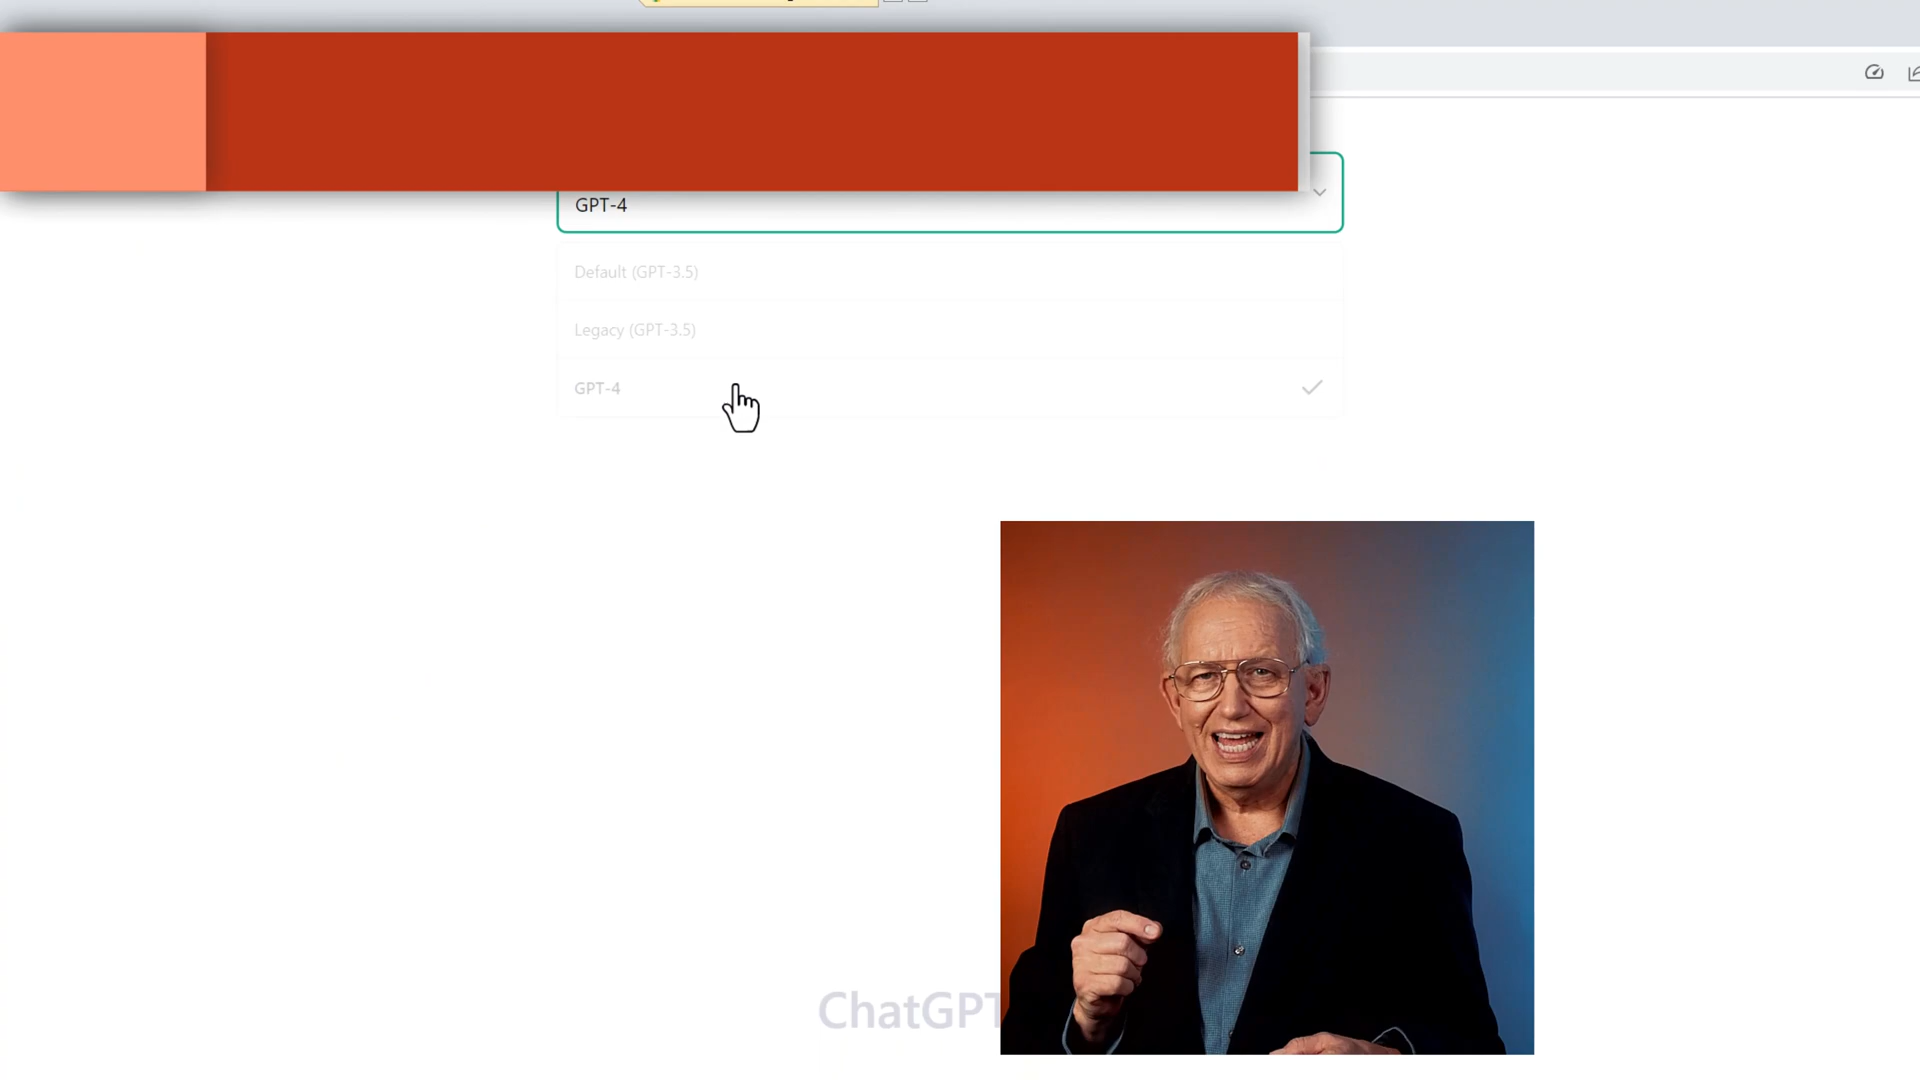 GPT-4
Default (GPT-3.5)
Legacy (GPT-3.5)
GPT-4
ChatGPT